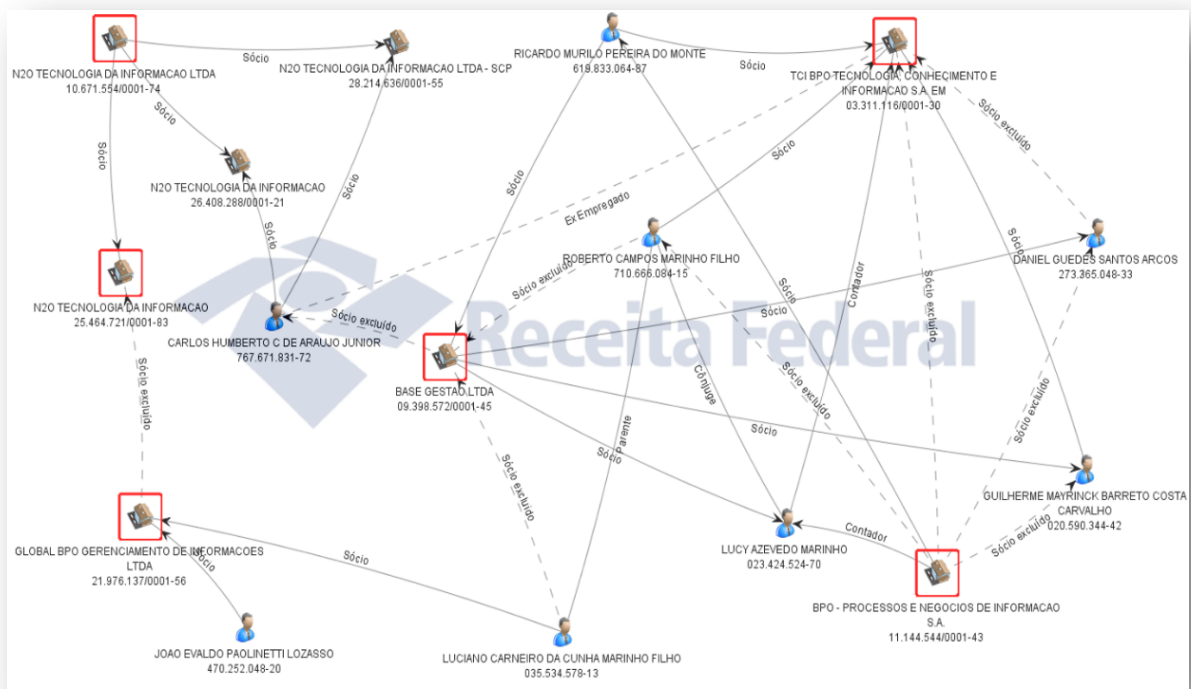 N2O TECNOLOGIA DA INFORMACAO LTDA
10.671.554/0001-74
Sócio
N2O TECNOLOGIA DA INFORMACAO LTDA - SCP
28.214.636/0001-55
RICARDO MURILO PEREIRA DO MONTE
619.833.064-87
Sócio
TCI BPO TECNOLOGIA, CONHECIMENTO E
INFORMACAO S.A. EM
03.311.116/0001-30
Sócio
Sócio
N2O TECNOLOGIA DA INFORMACAO
26.408.288/0001-21
Sócio
Sócio
Sócio
Sócio excluído
Ex Empregado
Sócio
Sócio
N2O TECNOLOGIA DA INFORMACAO
25.464.721/0001-83
CARLOS HUMBERTO C DE ARAUJO JUNIOR
767.671.831-72
Sócio excluído
Sócio excluído
ROBERTO CAMPOS MARINHO FILHO
710.666.084-15
Sócio
Contador
Sócio excluído
Sócio
DANIEL GUEDES SANTOS ARCOS
273.365.048-33
Sócio
Receita Federal
BASE GESTAO LTDA
09.398.572/0001-45
Sócio excluído
Cônjuge
Sócio excluído
Sócio excluído
Sócio
Parente
Sócio
Sócio excluído
GLOBAL BPO GERENCIAMENTO DE INFORMACOES
LTDA
21.976.137/0001-56
Sócio
Sócio
LUCY AZEVEDO MARINHO
023.424.524-70
Contador
Sócio excluído
GUILHERME MAYRINCK BARRETO COSTA
CARVALHO
020.590.344-42
BPO - PROCESSOS E NEGOCIOS DE INFORMACAO
S.A.
11.144.544/0001-43
JOAO EVALDO PAOLINETTI LOZASSO
470.252.048-20
LUCIANO CARNEIRO DA CUNHA MARINHO FILHO
035.534.578-13